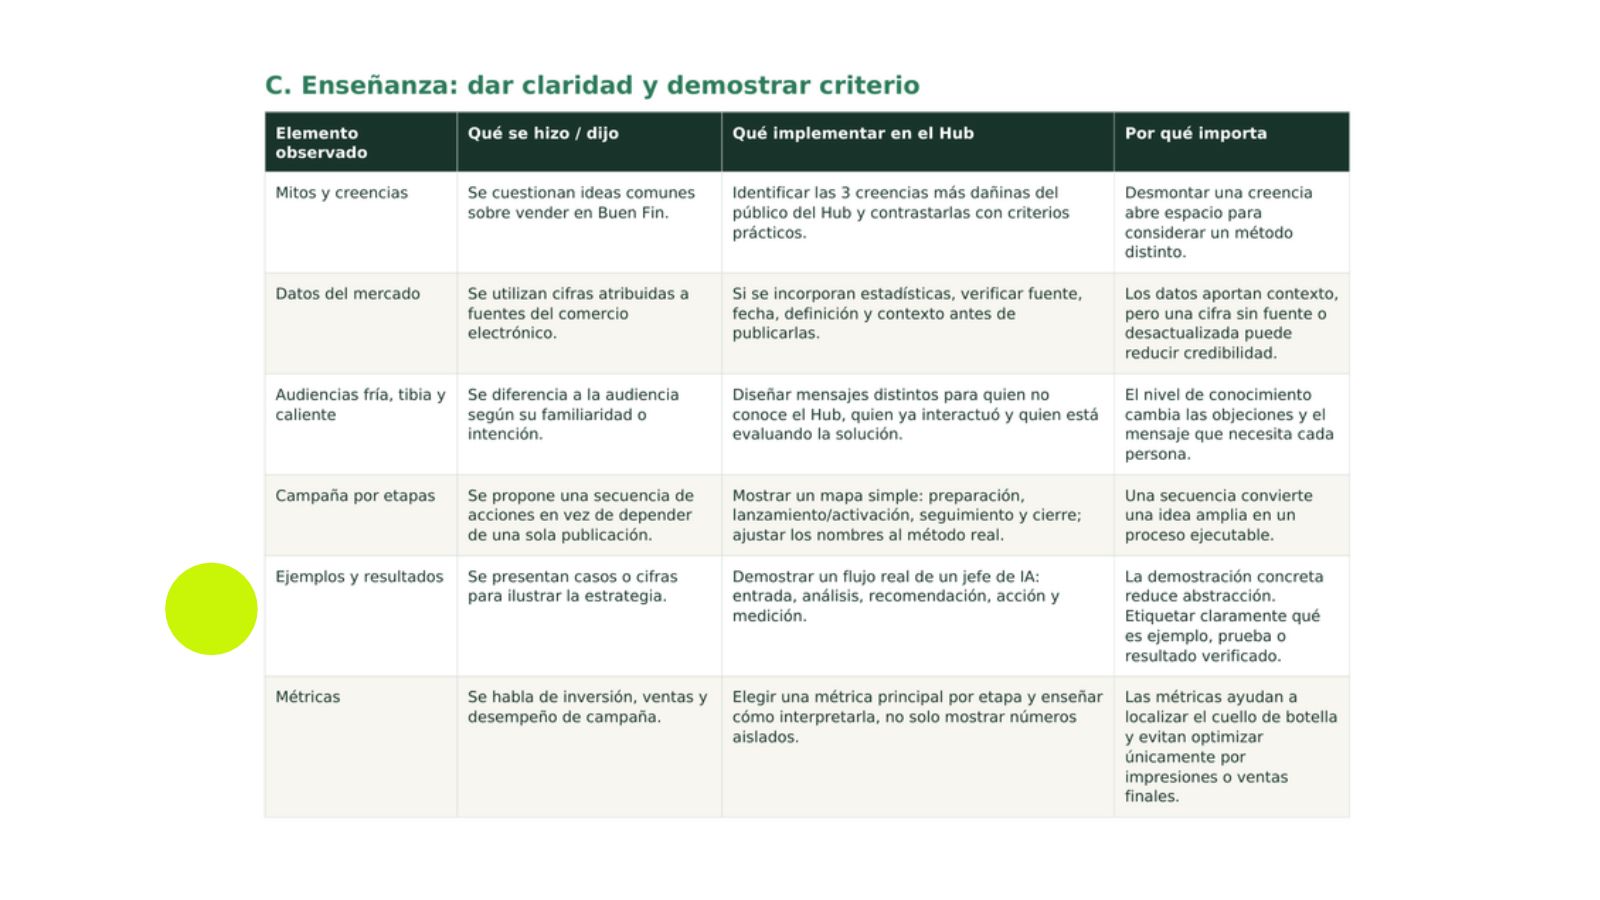 C. Enseñanza: dar claridad y demostrar criterio
Elemento
observado
Qué se hizo / dijo
Qué implementar en el Hub
Por qué importa
Mitos y creencias
Se cuestionan ideas comunes
sobre vender en Buen Fin.
Identificar las 3 creencias más dañinas del
público del Hub y contrastarlas con criterios
prácticos.
Desmontar una creencia
abre espacio para
considerar un método
distinto.
Datos del mercado
Se utilizan cifras atribuidas a
fuentes del comercio
electrónico.
Si se incorporan estadísticas, verificar fuente,
fecha, definición y contexto antes de
publicarlas.
Los datos aportan contexto,
pero una cifra sin fuente o
desactualizada puede
reducir credibilidad.
Audiencias fría, tibia y
caliente
Se diferencia a la audiencia
según su familiaridad o
intención.
Diseñar mensajes distintos para quien no
conoce el Hub, quien ya interactuó y quien está
evaluando la solución.
El nivel de conocimiento
cambia las objeciones y el
mensaje que necesita cada
persona.
Campaña por etapas
Se propone una secuencia de
acciones en vez de depender
de una sola publicación.
Mostrar un mapa simple: preparación,
lanzamiento/activación, seguimiento y cierre;
ajustar los nombres al método real.
Una secuencia convierte
una idea amplia en un
proceso ejecutable.
Ejemplos y resultados
Se presentan casos o cifras
para ilustrar la estrategia.
Demostrar un flujo real de un jefe de IA:
entrada, análisis, recomendación, acción y
medición.
La demostración concreta
reduce abstracción.
Etiquetar claramente qué
es ejemplo, prueba o
resultado verificado.
Métricas
Se habla de inversión, ventas y
desempeño de campaña.
Elegir una métrica principal por etapa y enseñar
cómo interpretarla, no solo mostrar números
aislados.
Las métricas ayudan a
localizar el cuello de botella
y evitan optimizar
únicamente por
impresiones o ventas
finales.